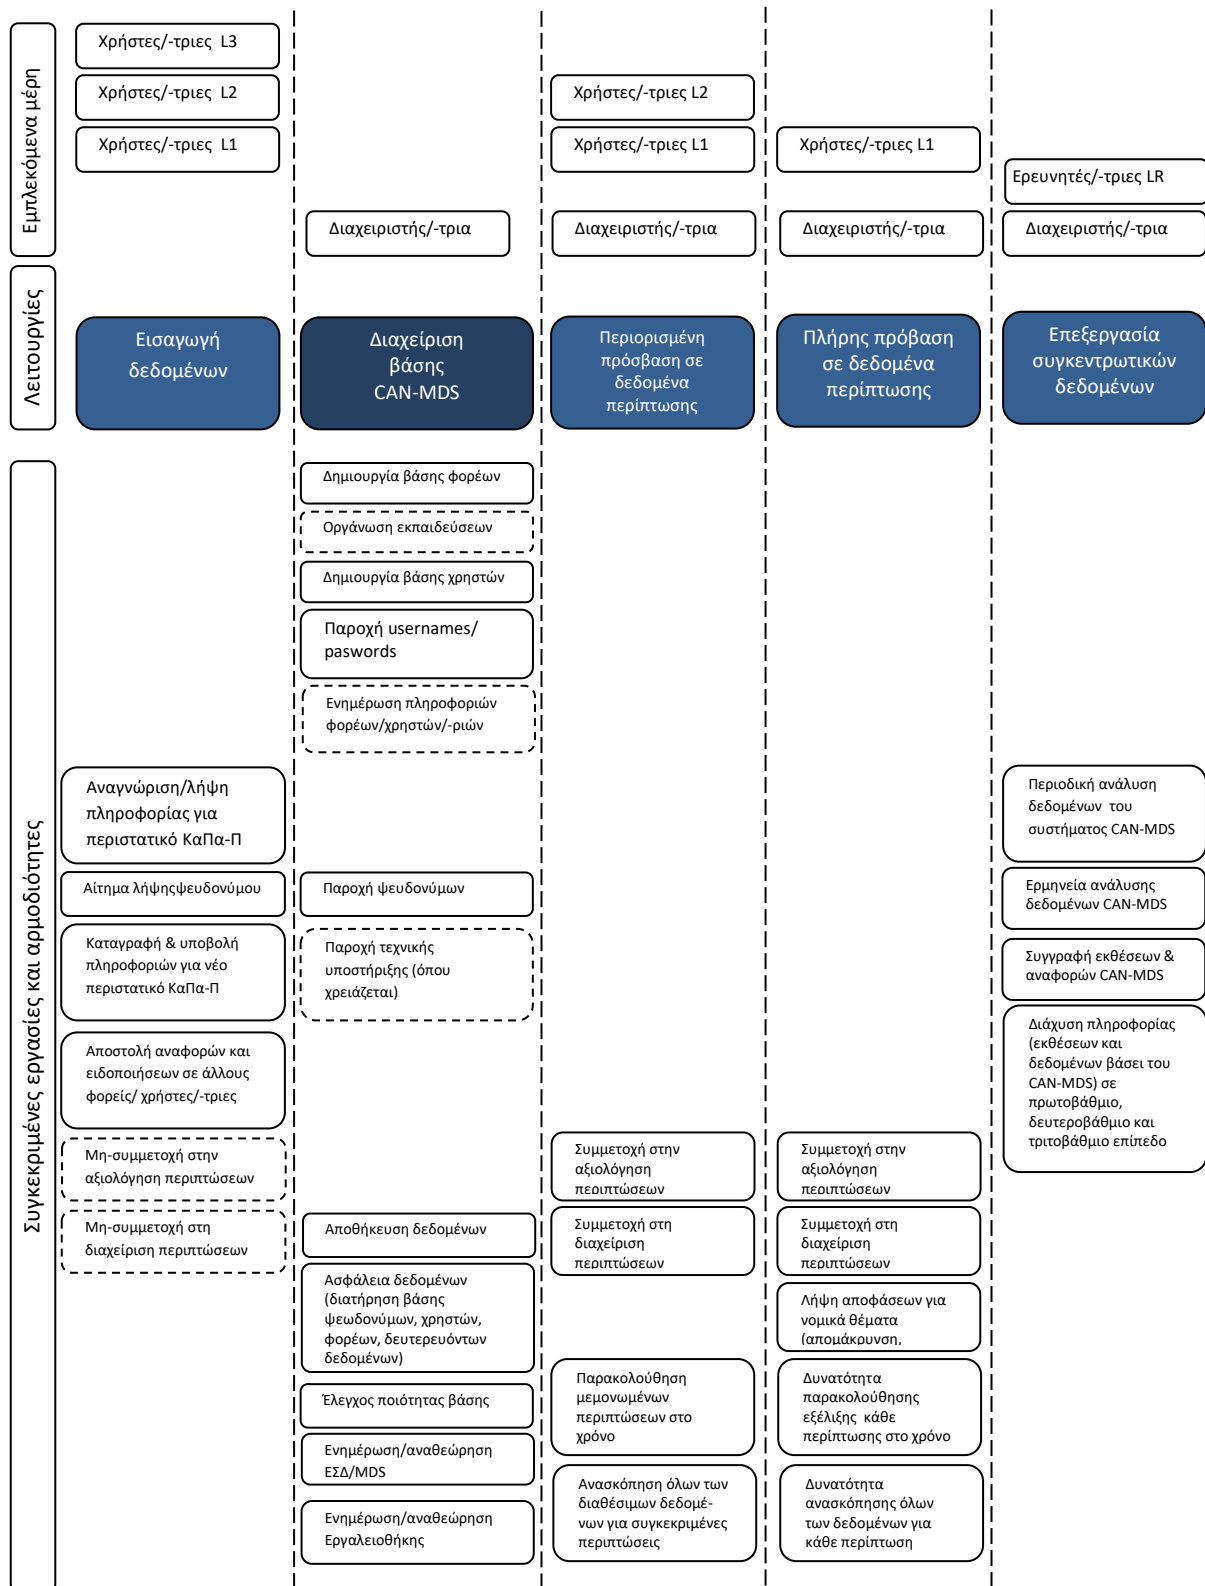 Εμπλεκόμενα μέρη
Χρήστες/-τριες L3
Χρήστες/-τριες L2
Χρήστες/-τριες L1
Διαχειριστής/-τρια
Χρήστες/-τριες L2
Χρήστες/-τριες L1
Διαχειριστής/-τρια
Χρήστες/-τριες L1
Διαχειριστής/-τρια
Ερευνητές/-τριες LR
Διαχειριστής/-τρια
Λειτουργίες
Εισαγωγή
δεδομένων
Διαχείριση
βάσης
CAN-MDS
Περιορισμένη
πρόσβαση σε
δεδομένα
περίπτωσης
Πλήρης πρόβαση
σε δεδομένα
περίπτωσης
Επεξεργασία
συγκεντρωτικών
δεδομένων
Συγκεκριμένες εργασίες και αρμοδιότητες
Αναγνώριση/λήψη
πληροφορίας για
περιστατικό ΚαΠα-Π
Αίτημα λήψηςψευδονύμου
Καταγραφή & υποβολή
πληροφοριών για νέο
περιστατικό ΚαΠα-Π
Αποστολή αναφορών και
ειδοποιήσεων σε άλλους
φορείς/ χρήστες/-τριες
Μη-συμμετοχή στην
αξιολόγηση περιπτώσεων
Μη-συμμετοχή στη
διαχείριση περιπτώσεων
Δημιουργία βάσης φορέων
Οργάνωση εκπαιδεύσεων
Δημιουργία βάσης χρηστών
Παροχή usernames/
paswords
Ενημέρωση πληροφοριών
φορέων/χρηστών/-ριών
Παροχή ψευδονύμων
Παροχή τεχνικής
υποστήριξης (όπου
χρειάζεται)
Αποθήκευση δεδομένων
Ασφάλεια δεδομένων
(διατήρηση βάσης
ψεωδονύμων, χρηστών,
φορέων, δευτερευόντων
δεδομένων)
Έλεγχος ποιότητας βάσης
Ενημέρωση/αναθεώρηση
ΕΣΔ/MDS
Ενημέρωση/αναθεώρηση
Εργαλειοθήκης
Συμμετοχή στην
αξιολόγηση
περιπτώσεων
Συμμετοχή στη
διαχείριση
περιπτώσεων
Παρακολούθηση
μεμονωμένων
περιπτώσεων στο
χρόνο
Ανασκόπηση όλων των
διαθέσιμων δεδομέ-
νων για συγκεκριμένες
περιπτώσεις
Συμμετοχή στην
αξιολόγηση
περιπτώσεων
Συμμετοχή στη
διαχείριση
περιπτώσεων
Λήψη αποφάσεων για
νομικά θέματα
(απομάκρυνση,
Δυνατότητα
παρακολούθησης
εξέλιξης κάθε
περίπτωσης στο χρόνο
Δυνατότητα
ανασκόπησης όλων
των δεδομένων για
κάθε περίπτωση
Περιοδική ανάλυση
δεδομένων του
συστήματος CAN-MDS
Ερμηνεία ανάλυσης
δεδομένων CAN-MDS
Συγγραφή εκθέσεων &
αναφορών CAN-MDS
Διάχυση πληροφορίας
(εκθέσεων και
δεδομένων βάσει του
CAN-MDS) σε
πρωτοβάθμιο,
δευτεροβάθμιο και
τριτοβάθμιο επίπεδο